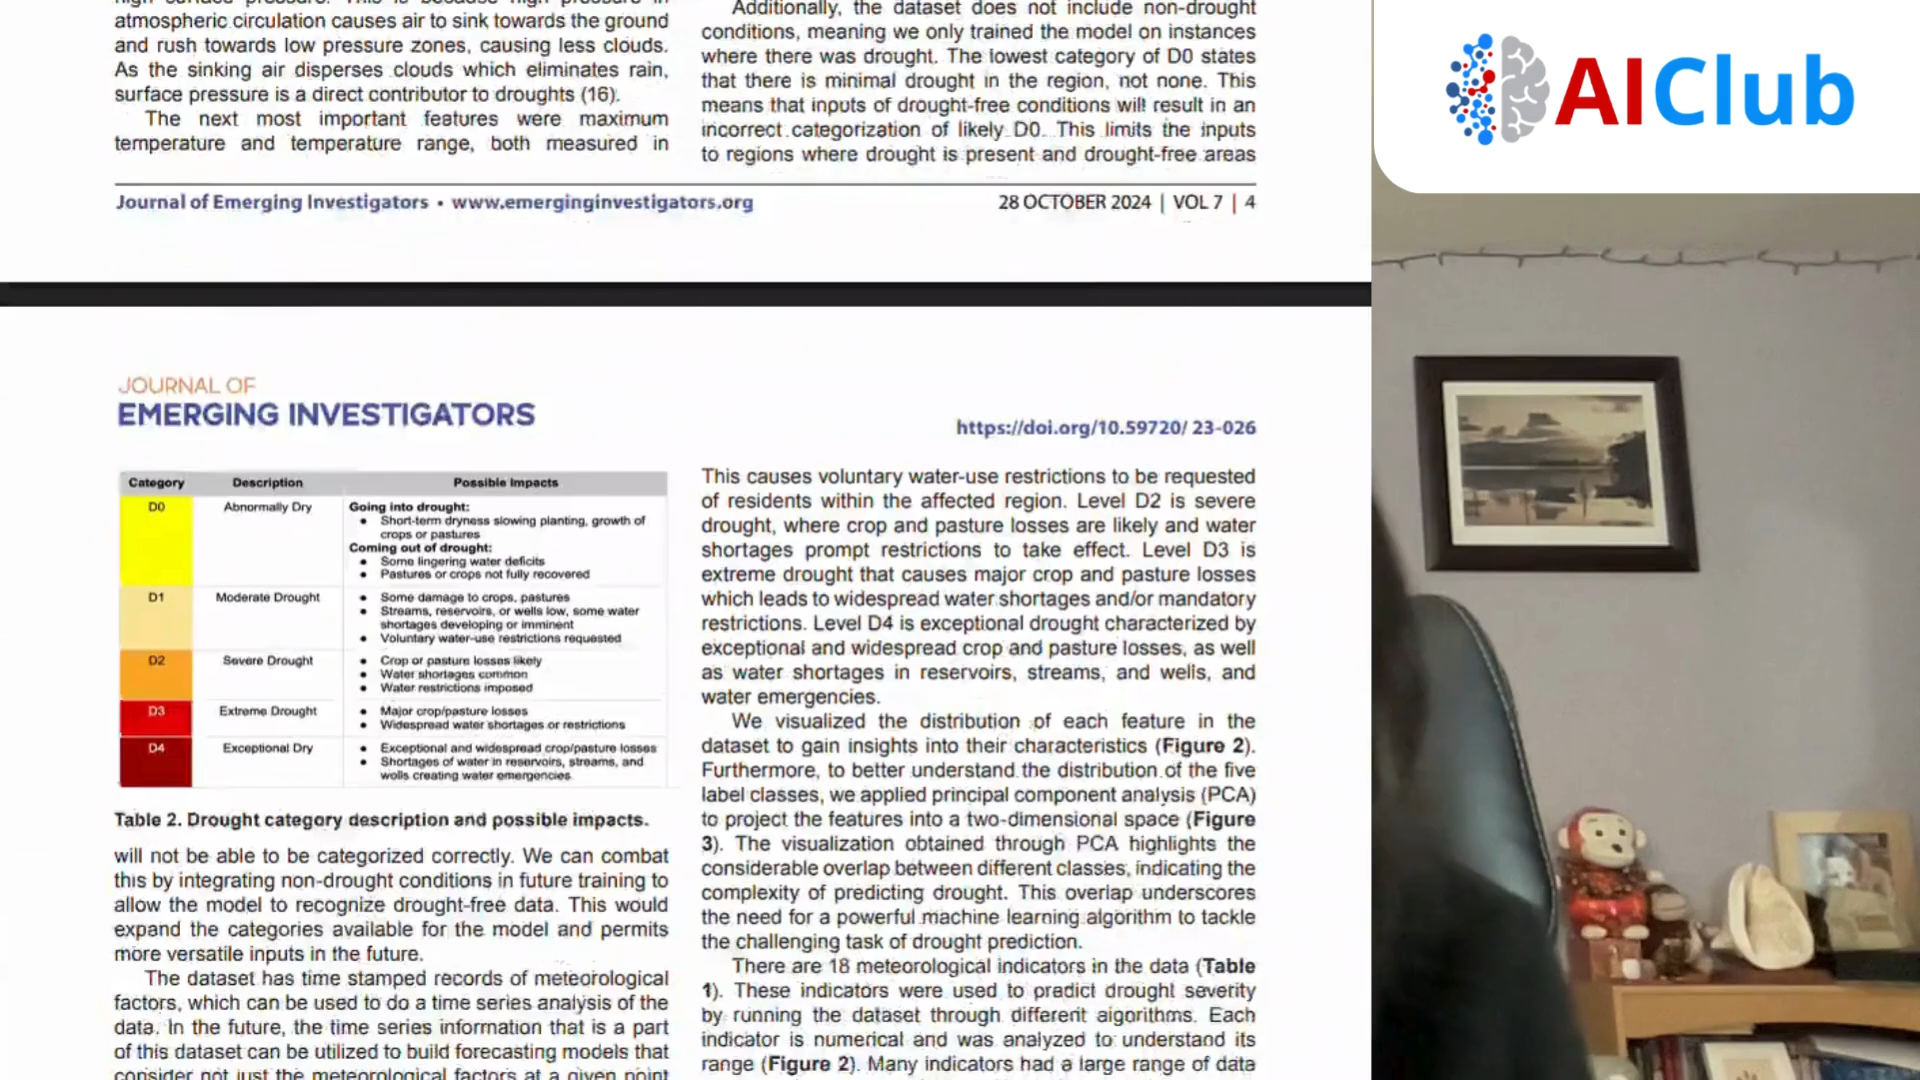 high surface pressure. This is because high pressure in
atmospheric circulation causes air to sink towards the ground
and rush towards low pressure zones, causing less clouds.
As the sinking air disperses clouds which eliminates rain,
surface pressure is a direct contributor to droughts (16).
The next most important features were maximum
temperature and temperature range, both measured in
Additionally, the dataset does not include non-drought
conditions, meaning we only trained the model on instances
where there was drought. The lowest category of D0 states
that there is minimal drought in the region, not none. This
means that inputs of drought-free conditions will result in an
incorrect categorization of likely D0. This limits the inputs
to regions where drought is present and drought-free areas
Journal of Emerging Investigators • www.emerginginvestigators.org
28 OCTOBER 2024 | VOL 7 | 4
AIClub
JOURNAL OF
EMERGING INVESTIGATORS
https://doi.org/10.59720/ 23-026
Category Description Possible Impacts
D0 Abnormally Dry Going into drought:
• Short-term dryness slowing planting, growth of
crops or pastures
Coming out of drought:
• Some lingering water deficits
• Pastures or crops not fully recovered
D1 Moderate Drought • Some damage to crops, pastures
• Streams, reservoirs, or wells low, some water
shortages developing or imminent
• Voluntary water-use restrictions requested
D2 Severe Drought • Crop or pasture losses likely
• Water shortages common
• Water restrictions imposed
D3 Extreme Drought • Major crop/pasture losses
• Widespread water shortages or restrictions
D4 Exceptional Dry • Exceptional and widespread crop/pasture losses
• Shortages of water in reservoirs, streams, and
wells creating water emergencies
Table 2. Drought category description and possible impacts.
will not be able to be categorized correctly. We can combat
this by integrating non-drought conditions in future training to
allow the model to recognize drought-free data. This would
expand the categories available for the model and permits
more versatile inputs in the future.
The dataset has time stamped records of meteorological
factors, which can be used to do a time series analysis of the
data. In the future, the time series information that is a part
of this dataset can be utilized to build forecasting models that
consider not just the meteorological factors at a given point
This causes voluntary water-use restrictions to be requested
of residents within the affected region. Level D2 is severe
drought, where crop and pasture losses are likely and water
shortages prompt restrictions to take effect. Level D3 is
extreme drought that causes major crop and pasture losses
which leads to widespread water shortages and/or mandatory
restrictions. Level D4 is exceptional drought characterized by
exceptional and widespread crop and pasture losses, as well
as water shortages in reservoirs, streams, and wells, and
water emergencies.
We visualized the distribution of each feature in the
dataset to gain insights into their characteristics (Figure 2).
Furthermore, to better understand the distribution of the five
label classes, we applied principal component analysis (PCA)
to project the features into a two-dimensional space (Figure
3). The visualization obtained through PCA highlights the
considerable overlap between different classes, indicating the
complexity of predicting drought. This overlap underscores
the need for a powerful machine learning algorithm to tackle
the challenging task of drought prediction.
There are 18 meteorological indicators in the data (Table
1). These indicators were used to predict drought severity
by running the dataset through different algorithms. Each
indicator is numerical and was analyzed to understand its
range (Figure 2). Many indicators had a large range of data